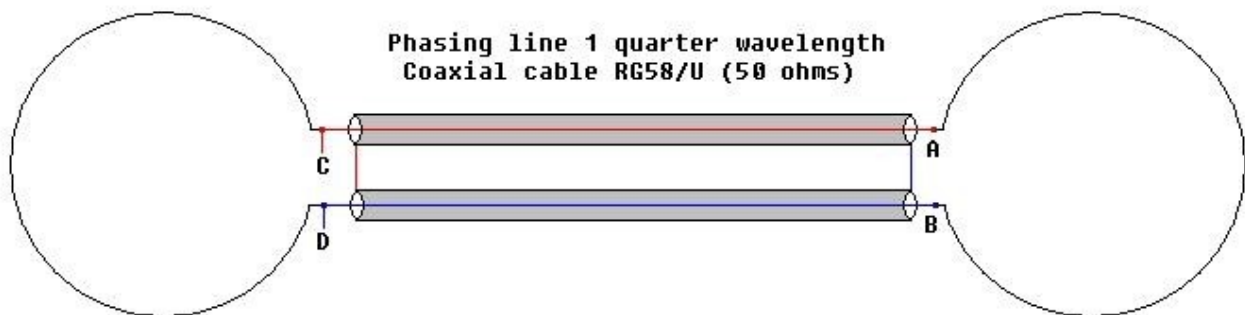 Phasing line 1 quarter wavelength
Coaxial cable RG58/U (50 ohms)
C
A
D
B